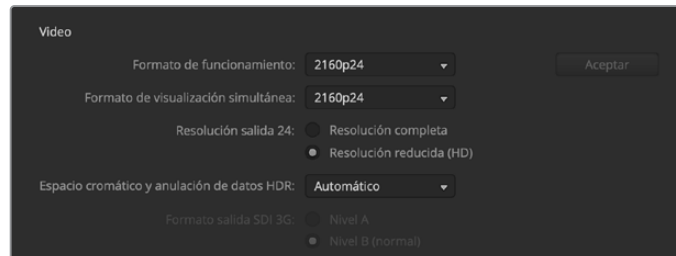 Video
Formato de funcionamiento: 2160p24 Aceptar
Formato de visualización simultánea: 2160p24
Resolución salida 24: Resolución completa
Resolución reducida (HD)
Espacio cromático y anulación de datos HDR: Automático
Formato salida SDI 3G: Nivel A
Nivel B (normal)